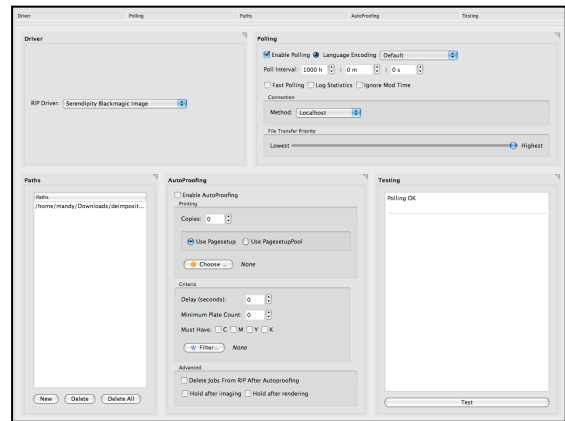 Driver Polling Paths AutoProofing Testing
Driver
RIP Driver: Serendipity Blackmagic Image
Polling
Enable Polling Language Encoding Default
Poll Interval: 1000 h : 0 m : 0 s
Fast Polling Log Statistics Ignore Mod Time
Connection
Method: Localhost
File Transfer Priority
Lowest Highest
Paths
Paths
/home/mandy/Downloads/deimposit...
New Delete Delete All
AutoProofing
Enable AutoProofing
Printing
Copies: 0
Use Pagesetup Use PagesetupPool
Choose ... None
Criteria
Delay (seconds): 0
Minimum Plate Count: 0
Must Have: C M Y K
Filter... None
Advanced
Delete Jobs From RIP After Autoproofing
Hold after imaging Hold after rendering
Testing
Polling OK
Test